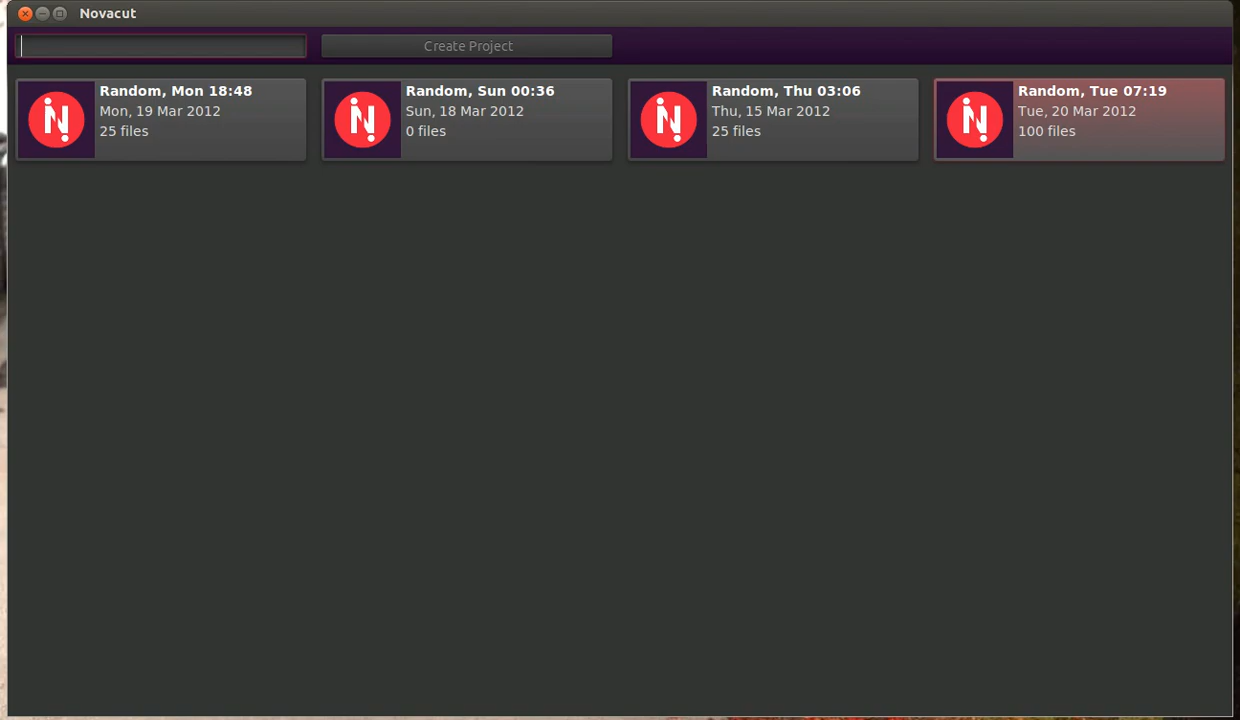 Novacut
Create Project
Random, Mon 18:48
Mon, 19 Mar 2012
25 files
Random, Sun 00:36
Sun, 18 Mar 2012
0 files
Random, Thu 03:06
Thu, 15 Mar 2012
25 files
Random, Tue 07:19
Tue, 20 Mar 2012
100 files